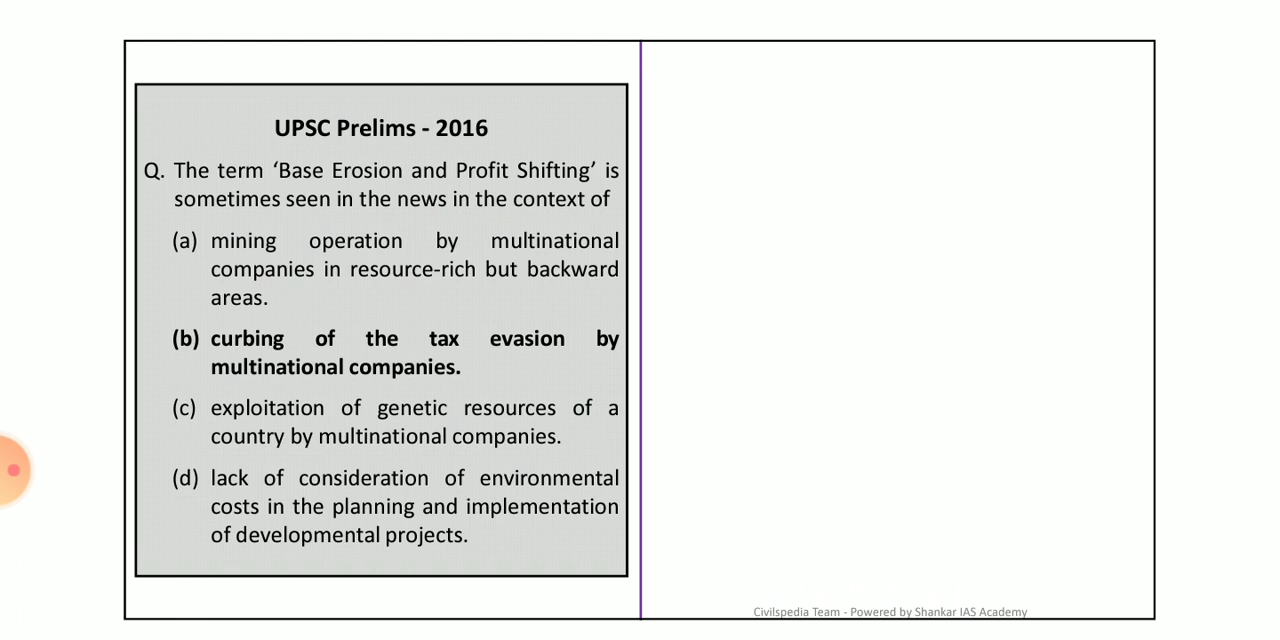 UPSC Prelims - 2016
Q. The term ‘Base Erosion and Profit Shifting’ is
sometimes seen in the news in the context of
(a) mining operation by multinational
companies in resource-rich but backward
areas.
(b) curbing of the tax evasion by
multinational companies.
(c) exploitation of genetic resources of a
country by multinational companies.
(d) lack of consideration of environmental
costs in the planning and implementation
of developmental projects.
Civilspedia Team - Powered by Shankar IAS Academy